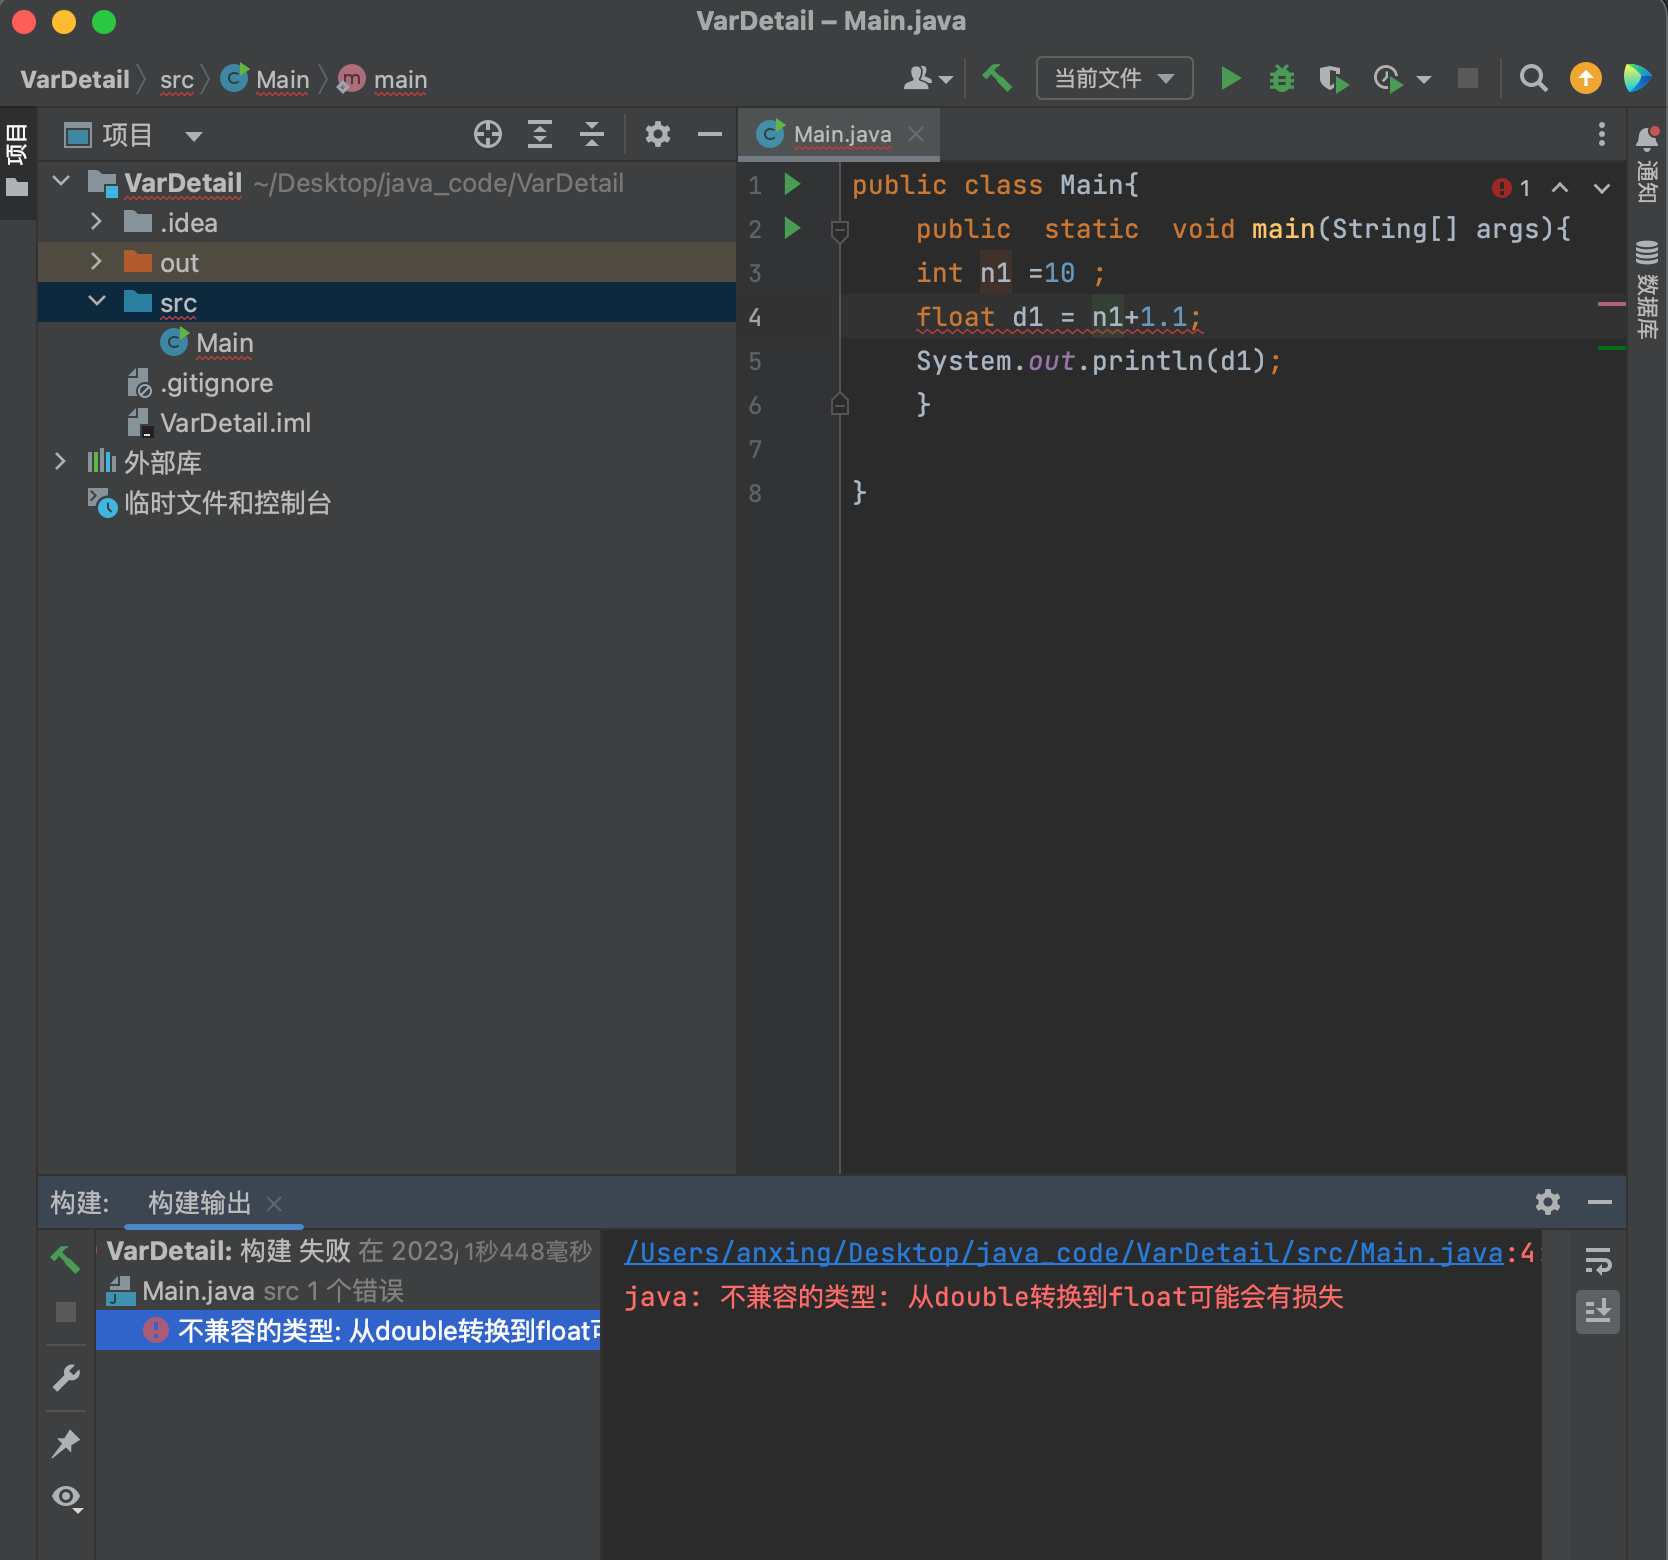 VarDetail – Main.java
VarDetail src Main main
当前文件
项目
项目
VarDetail ~/Desktop/java_code/VarDetail
.idea
out
src
Main
.gitignore
VarDetail.iml
外部库
临时文件和控制台
Main.java
1 public class Main{
2 public  static  void main(String[] args){
3 int n1 =10 ;
4 float d1 = n1+1.1;
5 System.out.println(d1);
6 }
7
8 }
1
通知
数据库
构建: 构建输出
VarDetail: 构建 失败 在 2023/ 1秒448毫秒
Main.java src 1 个错误
不兼容的类型: 从double转换到float可
/Users/anxing/Desktop/java_code/VarDetail/src/Main.java:4:
java: 不兼容的类型: 从double转换到float可能会有损失